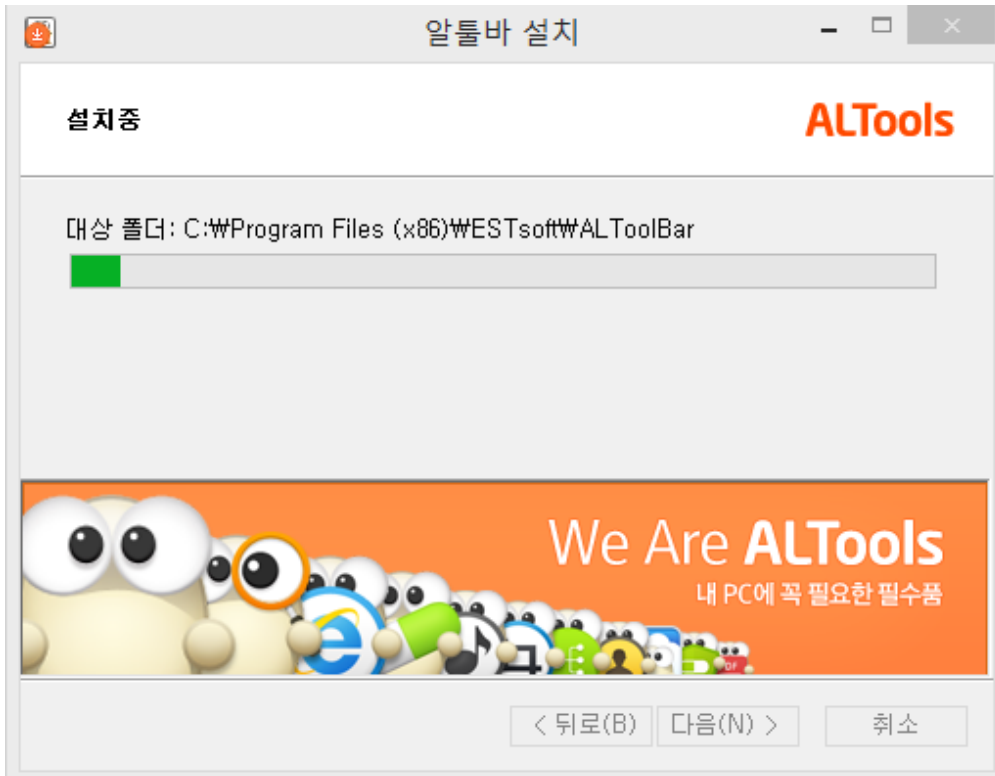 알툴바 설치
설치중
ALTools
대상 폴더: C:₩Program Files (x86)₩ESTsoft₩ALToolBar
We Are ALTools
내 PC에 꼭 필요한 필수품
PDF
< 뒤로(B)
다음(N) >
취소